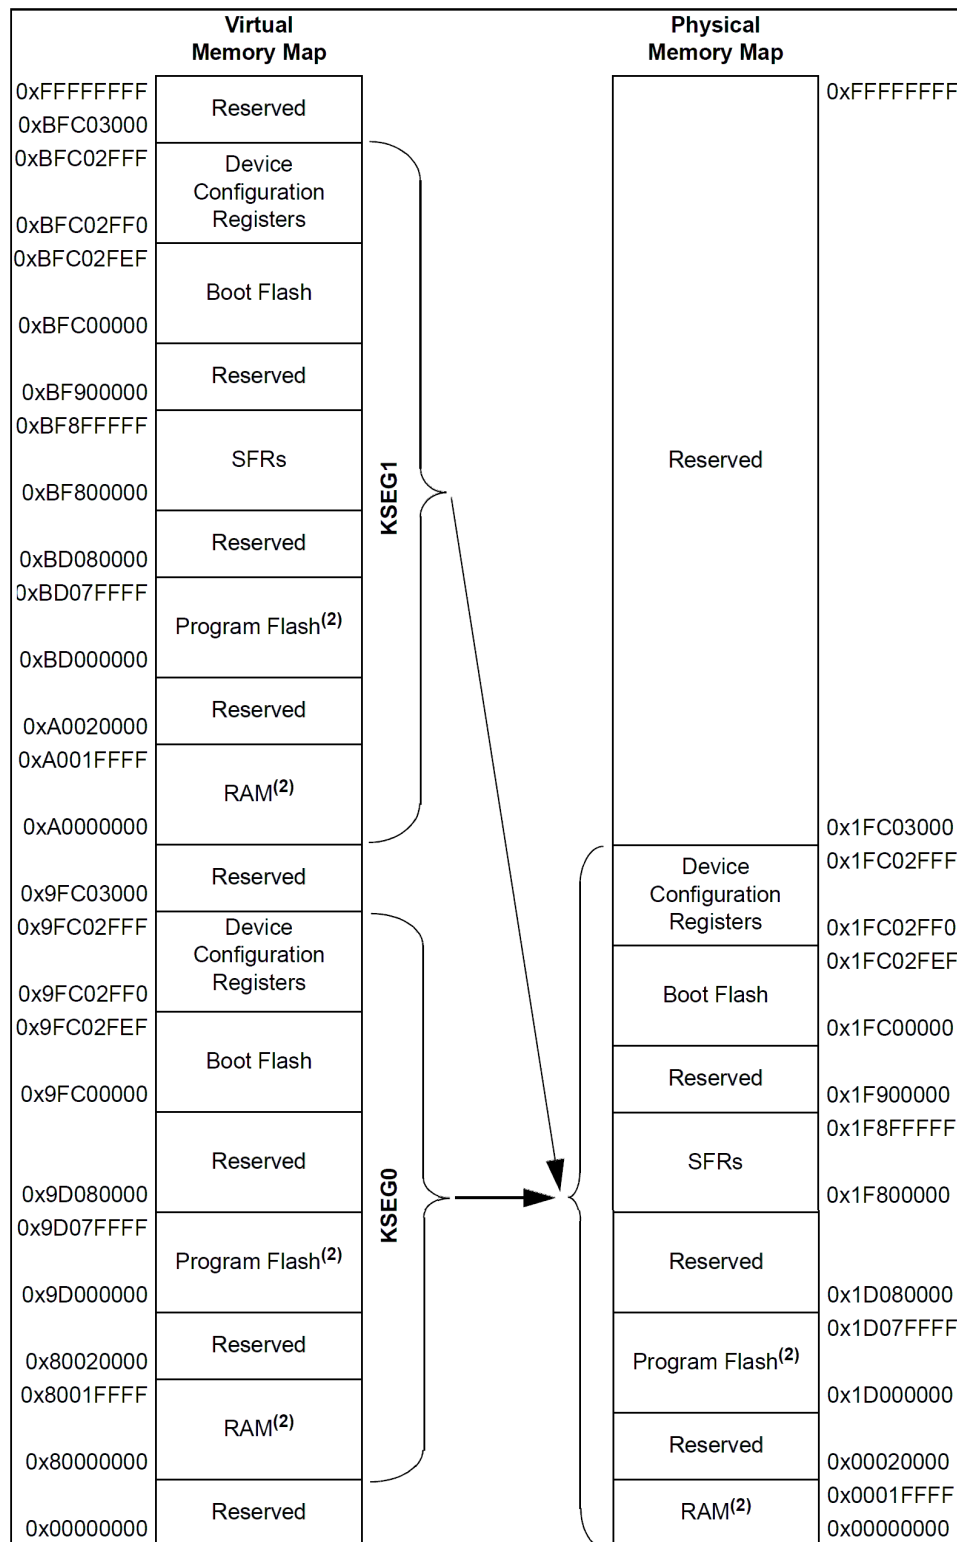 Virtual
Memory Map
Physical
Memory Map
0xFFFFFFFF
Reserved
0xBFC03000
0xBFC02FFF
Device
Configuration
Registers
0xBFC02FF0
0xBFC02FEF
Boot Flash
0xBFC00000
Reserved
0xBF900000
0xBF8FFFFF
SFRs
0xBF800000
Reserved
0xBD080000
0xBD07FFFF
Program Flash(2)
0xBD000000
Reserved
0xA0020000
0xA001FFFF
RAM(2)
0xA0000000
Reserved
0x9FC03000
0x9FC02FFF
Device
Configuration
Registers
0x9FC02FF0
0x9FC02FEF
Boot Flash
0x9FC00000
Reserved
0x9D080000
0x9D07FFFF
Program Flash(2)
0x9D000000
Reserved
0x80020000
0x8001FFFF
RAM(2)
0x80000000
Reserved
0x00000000
KSEG1
KSEG0
0xFFFFFFFF
Reserved
0x1FC03000
0x1FC02FFF
Device
Configuration
Registers
0x1FC02FF0
0x1FC02FEF
Boot Flash
0x1FC00000
Reserved
0x1F900000
0x1F8FFFFF
SFRs
0x1F800000
Reserved
0x1D080000
0x1D07FFFF
Program Flash(2)
0x1D000000
Reserved
0x00020000
0x0001FFFF
RAM(2)
0x00000000